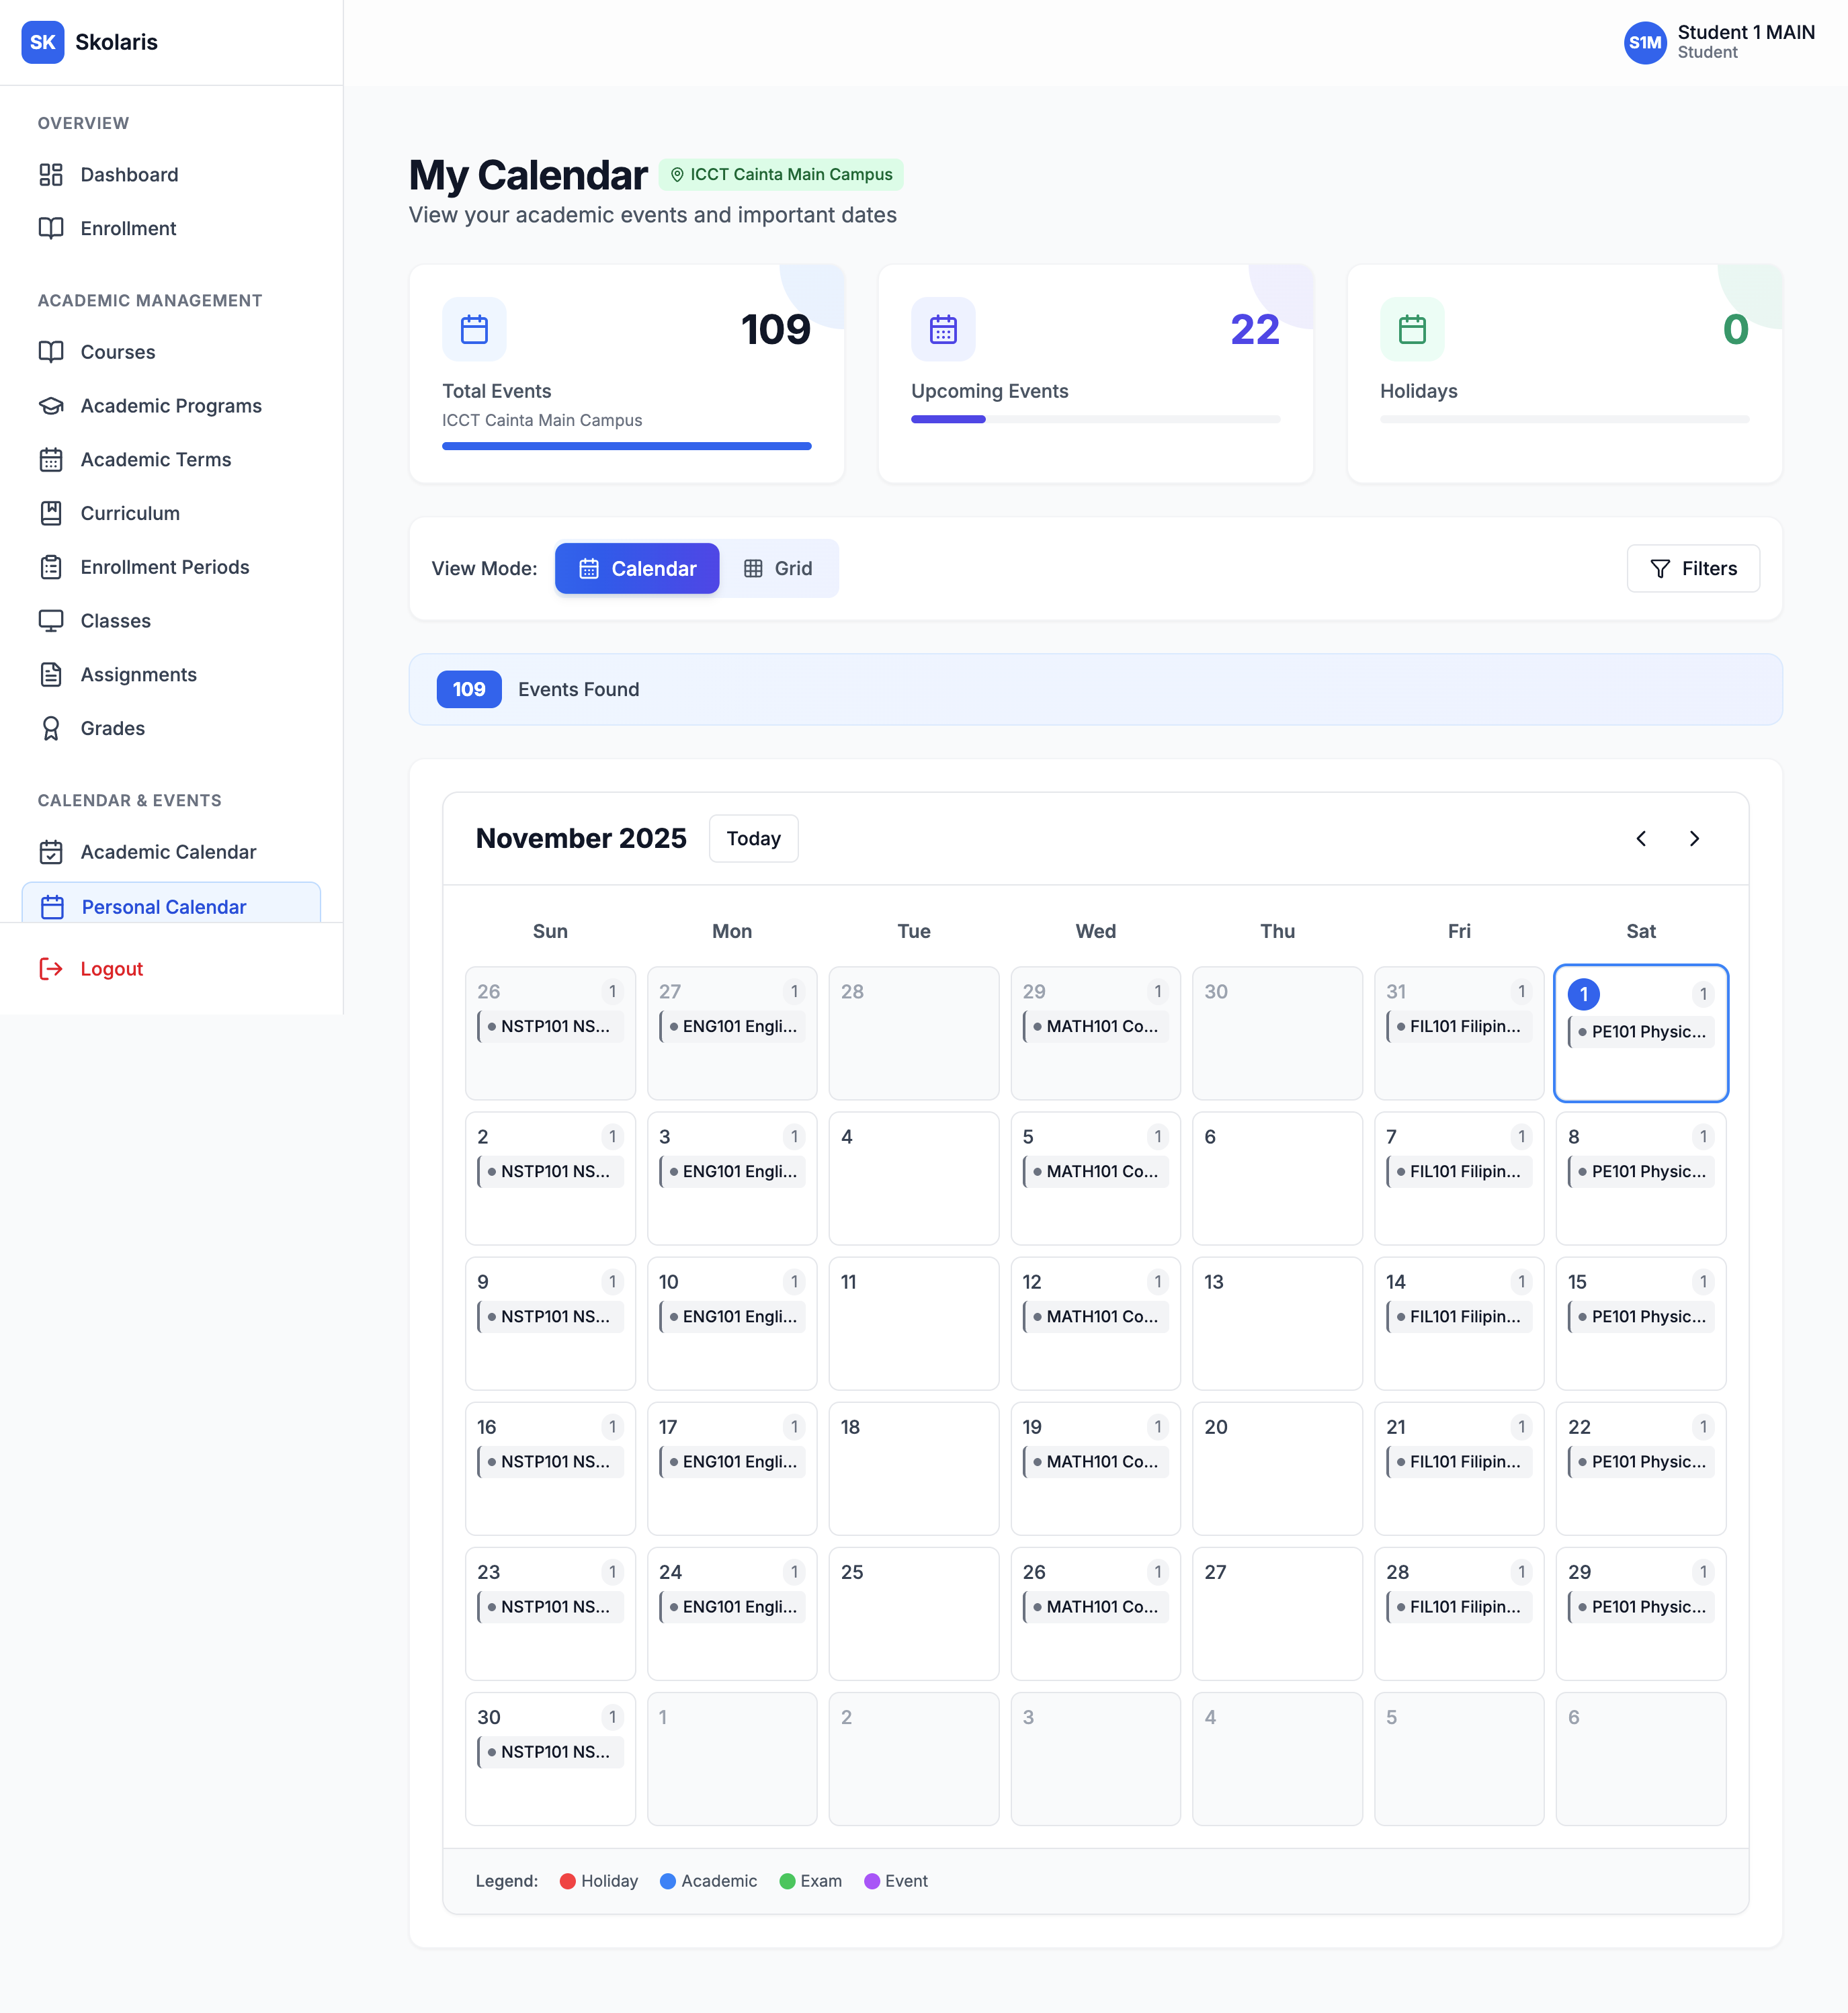 SK Skolaris
S1M Student 1 MAIN
Student
OVERVIEW
Dashboard
Enrollment
ACADEMIC MANAGEMENT
Courses
Academic Programs
Academic Terms
Curriculum
Enrollment Periods
Classes
Assignments
Grades
CALENDAR & EVENTS
Academic Calendar
Personal Calendar
Logout
My Calendar ICCT Cainta Main Campus
View your academic events and important dates
109
Total Events
ICCT Cainta Main Campus
22
Upcoming Events
0
Holidays
View Mode: Calendar Grid Filters
109 Events Found
November 2025 Today
Sun Mon Tue Wed Thu Fri Sat
26 1 27 1 28 29 1 30 31 1 1 1
NSTP101 NS... ENG101 Engli... MATH101 Co... FIL101 Filipin... PE101 Physic...
2 1 3 1 4 5 1 6 7 1 8 1
NSTP101 NS... ENG101 Engli... MATH101 Co... FIL101 Filipin... PE101 Physic...
9 1 10 1 11 12 1 13 14 1 15 1
NSTP101 NS... ENG101 Engli... MATH101 Co... FIL101 Filipin... PE101 Physic...
16 1 17 1 18 19 1 20 21 1 22 1
NSTP101 NS... ENG101 Engli... MATH101 Co... FIL101 Filipin... PE101 Physic...
23 1 24 1 25 26 1 27 28 1 29 1
NSTP101 NS... ENG101 Engli... MATH101 Co... FIL101 Filipin... PE101 Physic...
30 1 1 2 3 4 5 6
NSTP101 NS...
Legend: Holiday Academic Exam Event